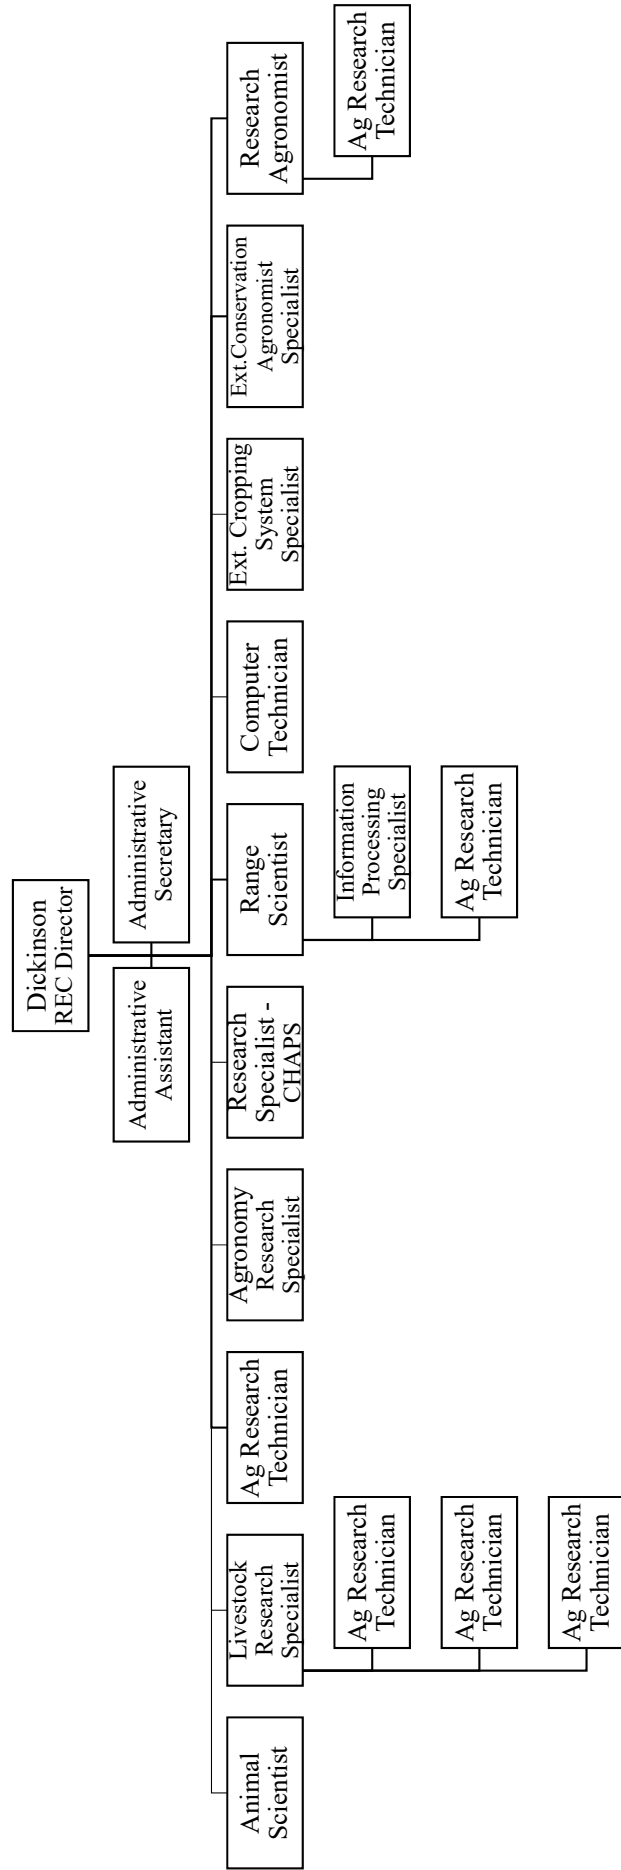 Dickinson
REC Director
Administrative
Assistant
Administrative
Secretary
Animal
Scientist
Livestock
Research
Specialist
Ag Research
Technician
Ag Research
Technician
Ag Research
Technician
Ag Research
Technician
Agronomy
Research
Specialist
Research
Specialist -
CHAPS
Range
Scientist
Information
Processing
Specialist
Ag Research
Technician
Computer
Technician
Ext. Cropping
System
Specialist
Ext.Conservation
Agronomist
Specialist
Research
Agronomist
Ag Research
Technician